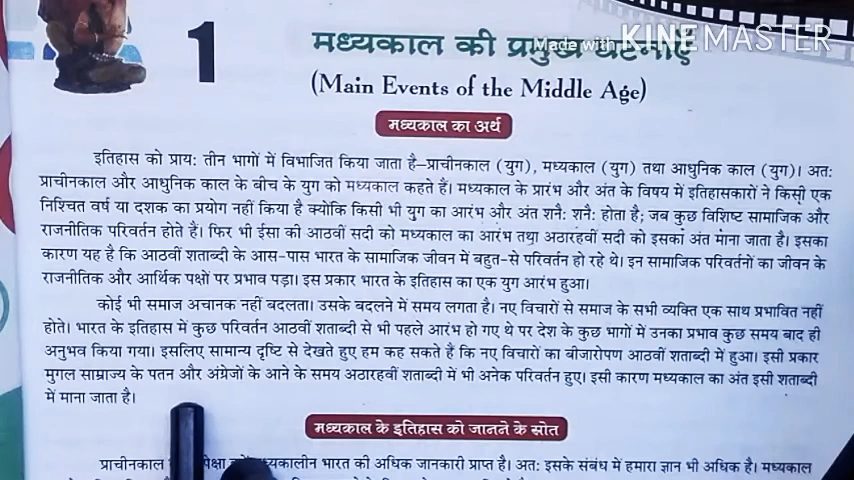 1
मध्यकाल की प्रमुख घटनाएँ
Made with KINEMASTER
(Main Events of the Middle Age)
मध्यकाल का अर्थ
इतिहास को प्राय: तीन भागों में विभाजित किया जाता है–प्राचीनकाल (युग), मध्यकाल (युग) तथा आधुनिक काल (युग)। अत:
प्राचीनकाल और आधुनिक काल के बीच के युग को मध्यकाल कहते हैं। मध्यकाल के प्रारंभ और अंत के विषय में इतिहासकारों ने किसी एक
निश्चित वर्ष या दशक का प्रयोग नहीं किया है क्योंकि किसी भी युग का आरंभ और अंत शनै: शनै: होता है; जब कुछ विशिष्ट सामाजिक और
राजनीतिक परिवर्तन होते हैं। फिर भी ईसा की आठवीं सदी को मध्यकाल का आरंभ तथा अठारहवीं सदी को इसका अंत माना जाता है। इसका
कारण यह है कि आठवीं शताब्दी के आस-पास भारत के सामाजिक जीवन में बहुत-से परिवर्तन हो रहे थे। इन सामाजिक परिवर्तनों का जीवन के
राजनीतिक और आर्थिक पक्षों पर प्रभाव पड़ा। इस प्रकार भारत के इतिहास का एक युग आरंभ हुआ।
कोई भी समाज अचानक नहीं बदलता। उसके बदलने में समय लगता है। नए विचारों से समाज के सभी व्यक्ति एक साथ प्रभावित नहीं
होते। भारत के इतिहास में कुछ परिवर्तन आठवीं शताब्दी से भी पहले आरंभ हो गए थे पर देश के कुछ भागों में उनका प्रभाव कुछ समय बाद ही
अनुभव किया गया। इसलिए सामान्य दृष्टि से देखते हुए हम कह सकते हैं कि नए विचारों का बीजारोपण आठवीं शताब्दी में हुआ। इसी प्रकार
मुगल साम्राज्य के पतन और अंग्रेजों के आने के समय अठारहवीं शताब्दी में भी अनेक परिवर्तन हुए। इसी कारण मध्यकाल का अंत इसी शताब्दी
में माना जाता है।
मध्यकाल के इतिहास को जानने के स्रोत
प्राचीनकाल मध्यकालीन भारत की अधिक जानकारी प्राप्त है। अत: इसके संबंध में हमारा ज्ञान भी अधिक है। मध्यकाल